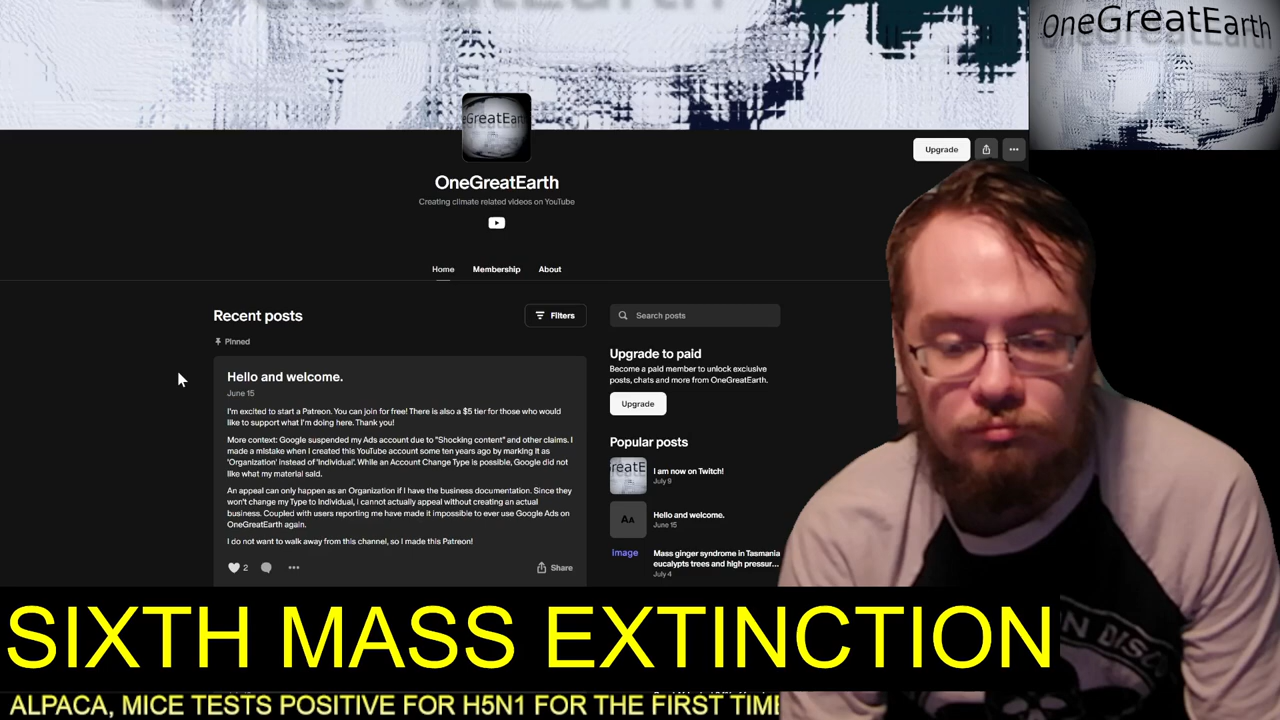 OneGreatEarth
OneGreatEarth
eGreatEart
Upgrade
OneGreatEarth
Creating climate related videos on YouTube
Home
Membership
About
Recent posts
Filters
Search posts
Pinned
Hello and welcome.
June 15
I'm excited to start a Patreon. You can join for free! There is also a $5 tier for those who would
like to support what I'm doing here. Thank you!
More context: Google suspended my Ads account due to "Shocking content" and other claims. I
made a mistake when I created this YouTube account some ten years ago by marking it as
'Organization' instead of 'Individual'. While an Account Change Type is possible, Google did not
like what my material said.
An appeal can only happen as an Organization if I have the business documentation. Since they
won't change my Type to Individual, I cannot actually appeal without creating an actual
business. Coupled with users reporting me have made it impossible to ever use Google Ads on
OneGreatEarth again.
I do not want to walk away from this channel, so I made this Patreon!
2
Share
Upgrade to paid
Become a paid member to unlock exclusive
posts, chats and more from OneGreatEarth.
Upgrade
Popular posts
reatE
I am now on Twitch!
July 9
AA
Hello and welcome.
June 15
image
Mass ginger syndrome in Tasmania
eucalypts trees and high pressur...
July 4
N DISC
SIXTH MASS EXTINCTION
ALPACA, MICE TESTS POSITIVE FOR H5N1 FOR THE FIRST TIME